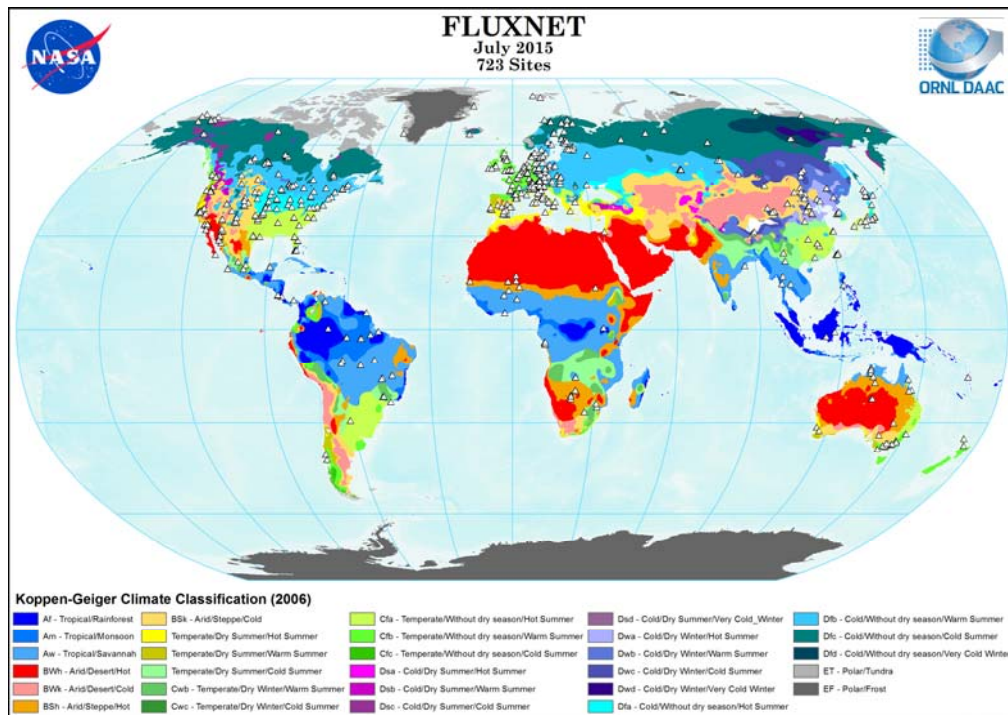 NASA
FLUXNET
July 2015
723 Sites
ORNL DAAC
Koppen-Geiger Climate Classification (2006)
Af - Tropical/Rainforest
Am - Tropical/Monsoon
Aw - Tropical/Savannah
BWh - Arid/Desert/Hot
BWk - Arid/Desert/Cold
BSh - Arid/Steppe/Hot
BSk - Arid/Steppe/Cold
Temperate/Dry Summer/Hot Summer
Temperate/Dry Summer/Warm Summer
Temperate/Dry Summer/Cold Summer
Cwb - Temperate/Dry Winter/Warm Summer
Cwc - Temperate/Dry Winter/Cold Summer
Cfa - Temperate/Without dry season/Hot Summer
Cfb - Temperate/Without dry season/Warm Summer
Cfc - Temperate/Without dry season/Cold Summer
Dsa - Cold/Dry Summer/Hot Summer
Dsb - Cold/Dry Summer/Warm Summer
Dsc - Cold/Dry Summer/Cold Summer
Dsd - Cold/Dry Summer/Very Cold_Winter
Dwa - Cold/Dry Winter/Hot Summer
Dwb - Cold/Dry Winter/Warm Summer
Dwc - Cold/Dry Winter/Cold Summer
Dwd - Cold/Dry Winter/Very Cold Winter
Dfa - Cold/Without dry season/Hot Summer
Dfb - Cold/Without dry season/Warm Summer
Dfc - Cold/Without dry season/Cold Summer
Dfd - Cold/Without dry season/Very Cold Winter
ET - Polar/Tundra
EF - Polar/Frost